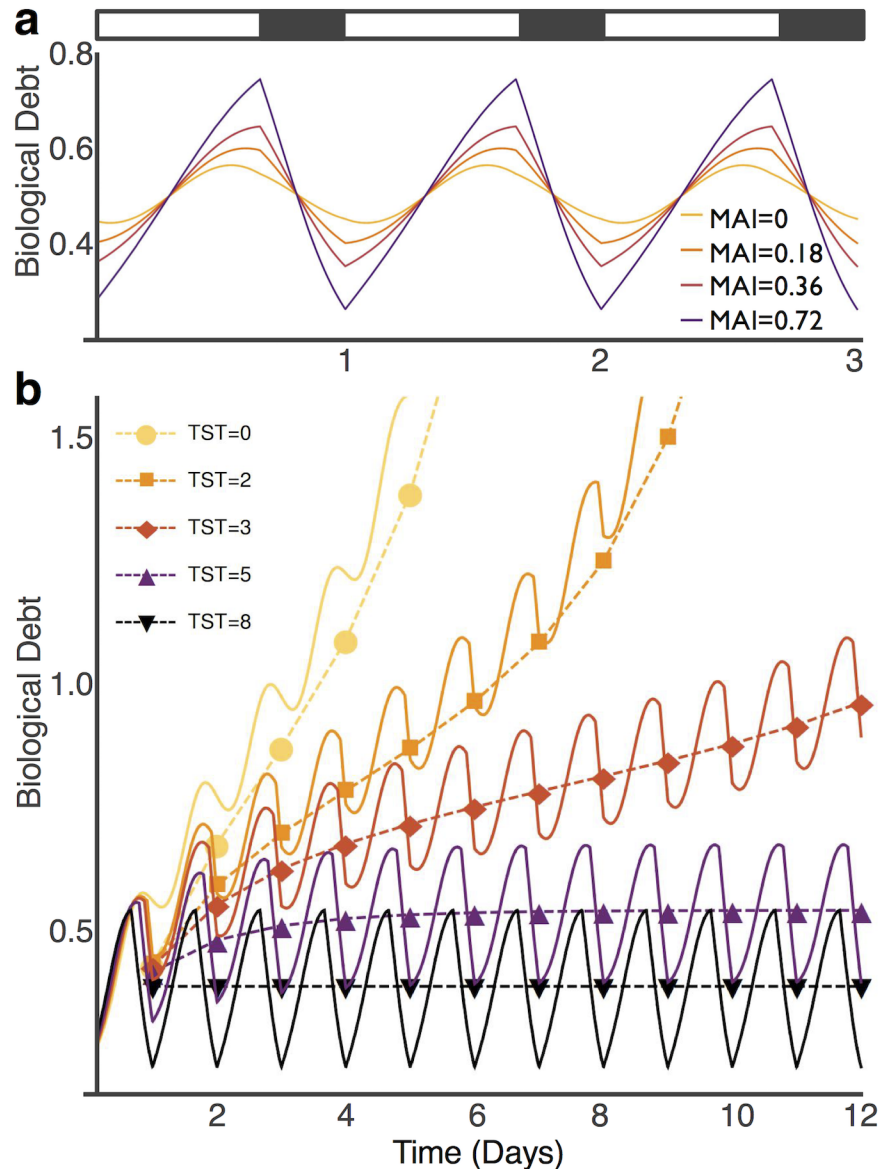 a
0.8
0.6
0.4
Biological Debt
MAI=0
MAI=0.18
MAI=0.36
MAI=0.72
1 2 3
b
1.5
1.0
0.5
Biological Debt
TST=0
TST=2
TST=3
TST=5
TST=8
2 4 6 8 10 12
Time (Days)